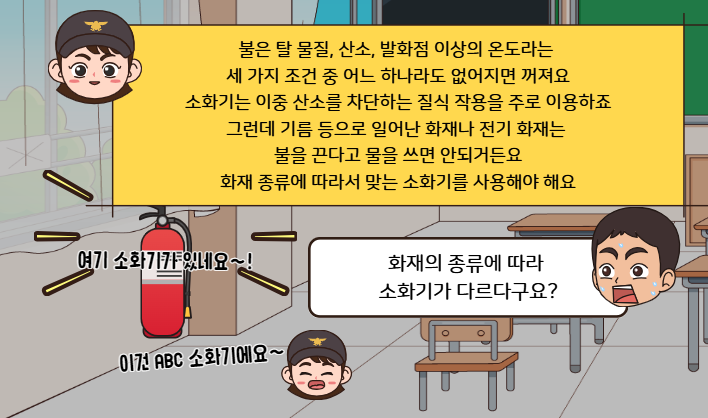 불은 탈 물질, 산소, 발화점 이상의 온도라는
세 가지 조건 중 어느 하나라도 없어지면 꺼져요
소화기는 이중 산소를 차단하는 질식 작용을 주로 이용하죠
그런데 기름 등으로 일어난 화재나 전기 화재는
불을 끈다고 물을 쓰면 안되거든요
화재 종류에 따라서 맞는 소화기를 사용해야 해요
화재의 종류에 따라
소화기가 다르다구요?
여기 소화기가 있네요~!
이건 ABC 소화기에요~